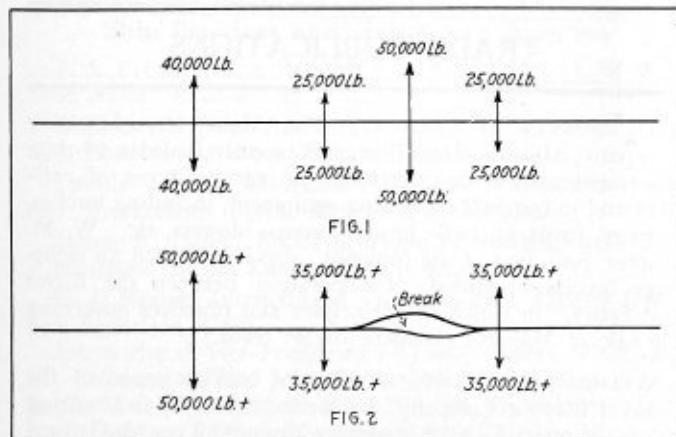 50,000 Lb.
40,000 Lb.
25,000 Lb.
25,000 Lb.
40,000 Lb.
25,000 Lb.
25,000 Lb.
50,000 Lb.
FIG.1
50,000 Lb. +
35,000 Lb. +
35,000 Lb. +
Break
50,000 Lb. +
35,000 Lb. +
35,000 Lb. +
FIG.2